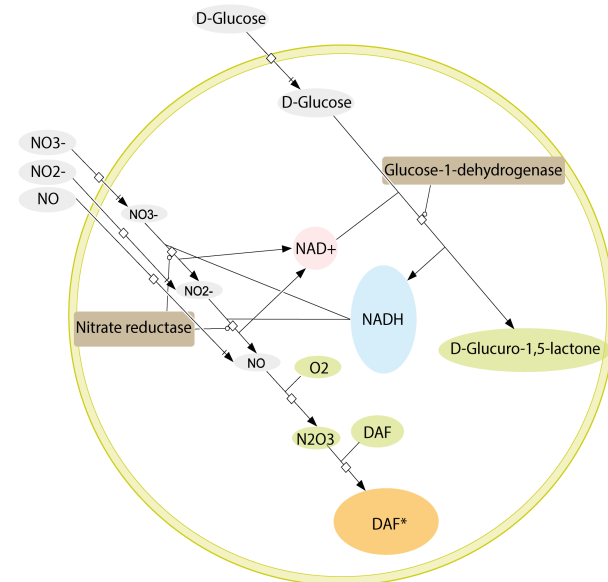 D-Glucose
D-Glucose
NO3-
NO2-
NO
Glucose-1-dehydrogenase
NO3-
NAD+
NO2-
NADH
Nitrate reductase
D-Glucuro-1,5-lactone
NO
O2
N2O3
DAF
DAF*